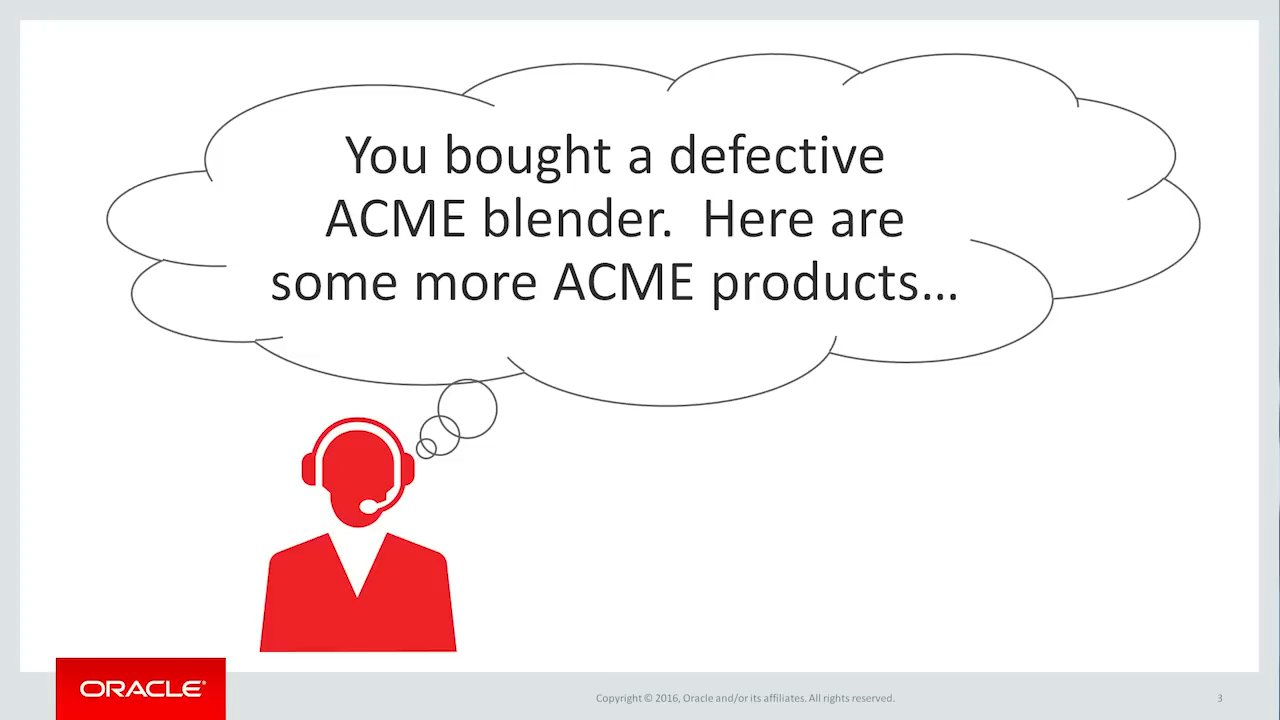 You bought a defective
ACME blender.  Here are
some more ACME products…
ORACLE®
Copyright © 2016, Oracle and/or its affiliates. All rights reserved.
3